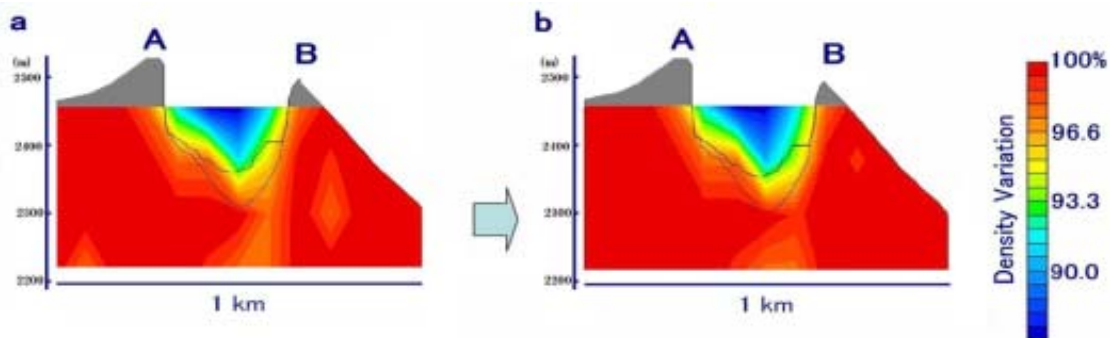 a
A
B
(m)
2500
2400
2300
2200
1 km
b
A
B
(m)
2500
2400
2300
2200
1 km
100%
96.6
93.3
90.0
Density Variation